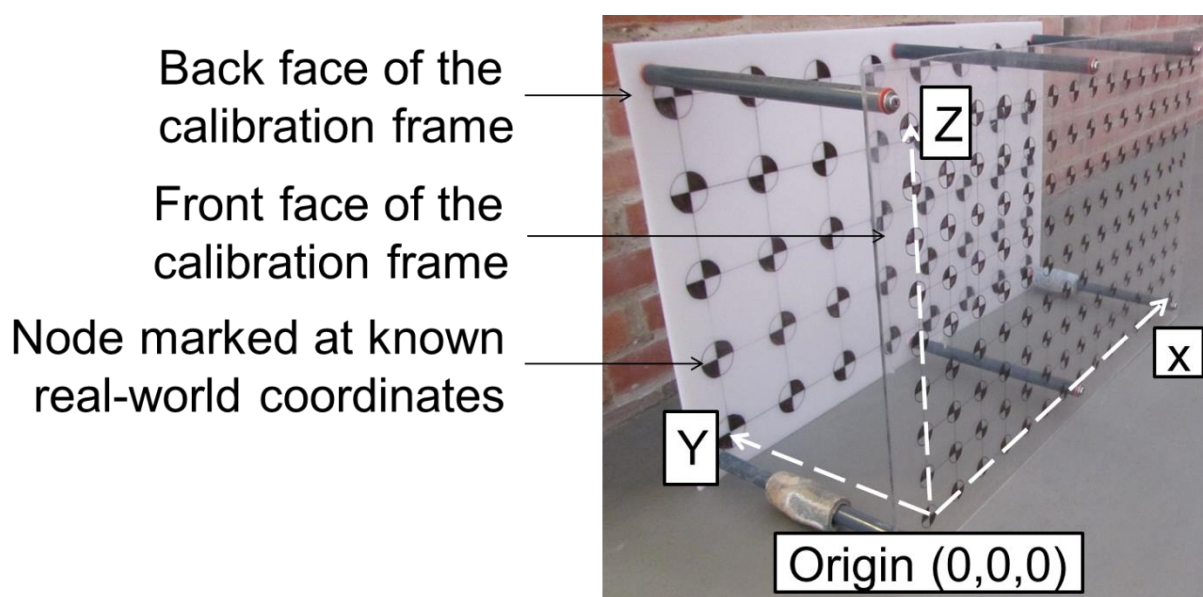 Back face of the
calibration frame
Front face of the
calibration frame
Node marked at known
real-world coordinates
Z
X
Y
Origin (0,0,0)